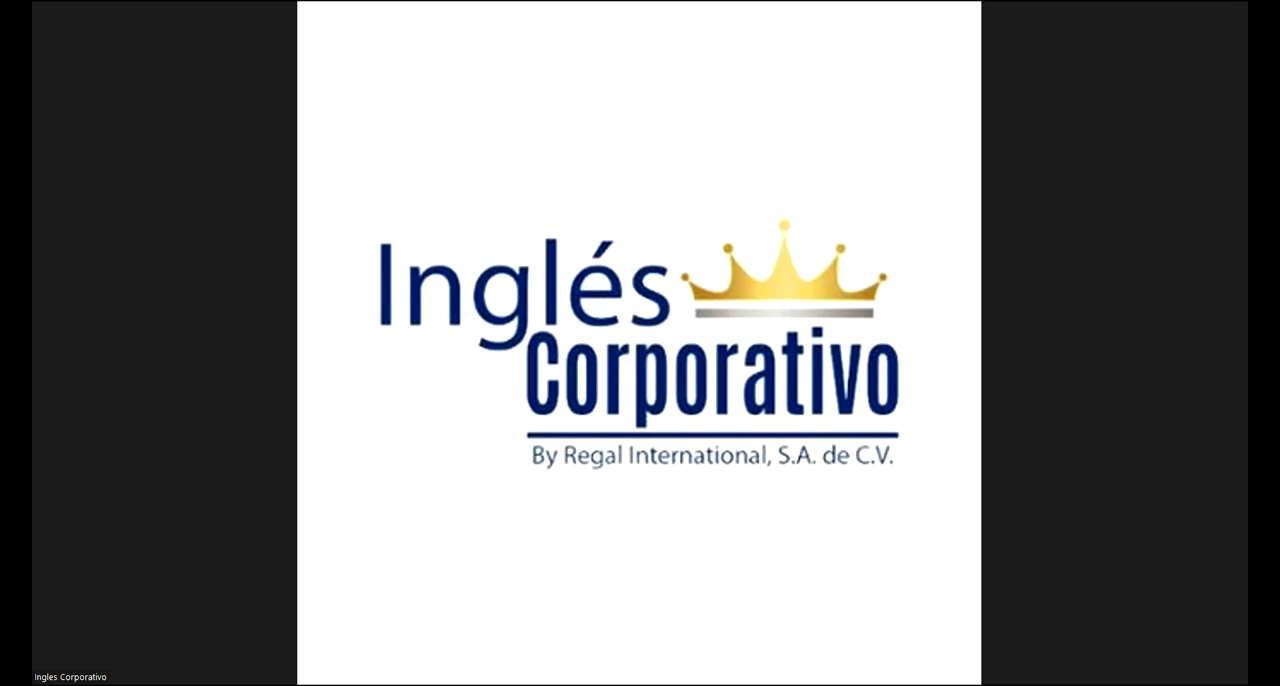 Inglés
Corporativo
By Regal International, S.A. de C.V.
Ingles Corporativo